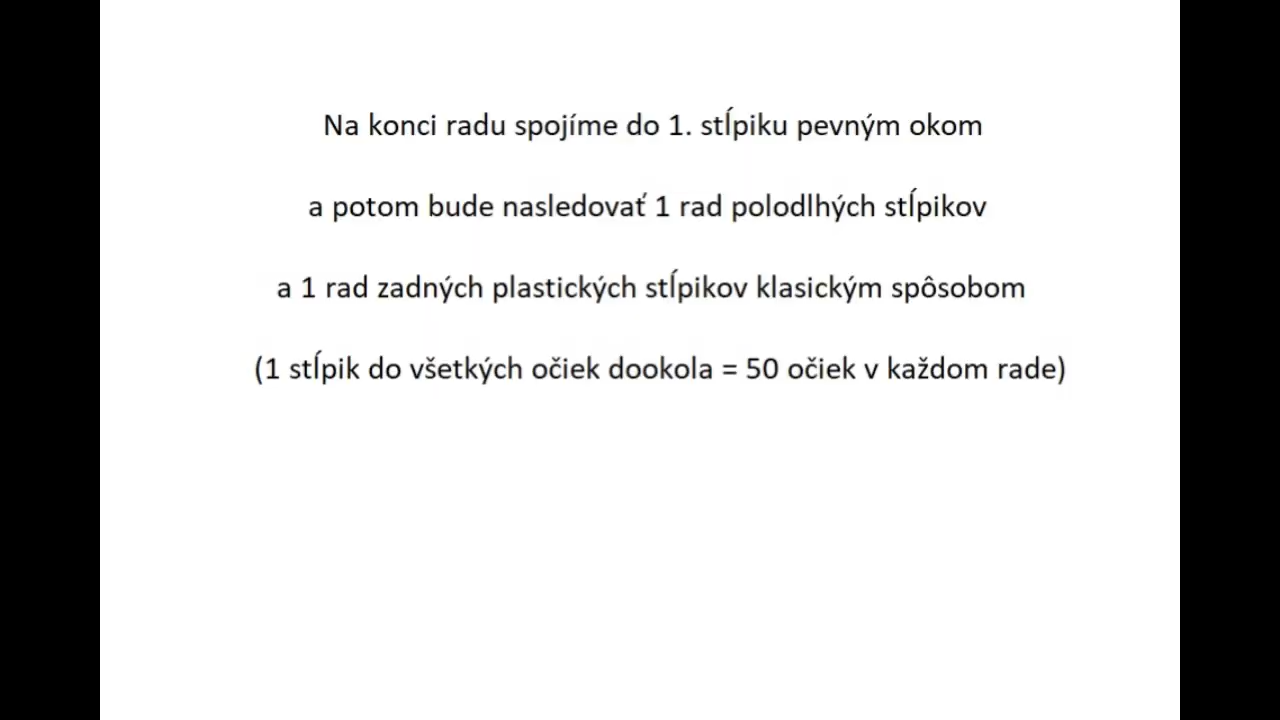 Na konci radu spojíme do 1. stĺpiku pevným okom
a potom bude nasledovať 1 rad polodlhých stĺpikov
a 1 rad zadných plastických stĺpikov klasickým spôsobom
(1 stĺpik do všetkých očiek dookola = 50 očiek v každom rade)